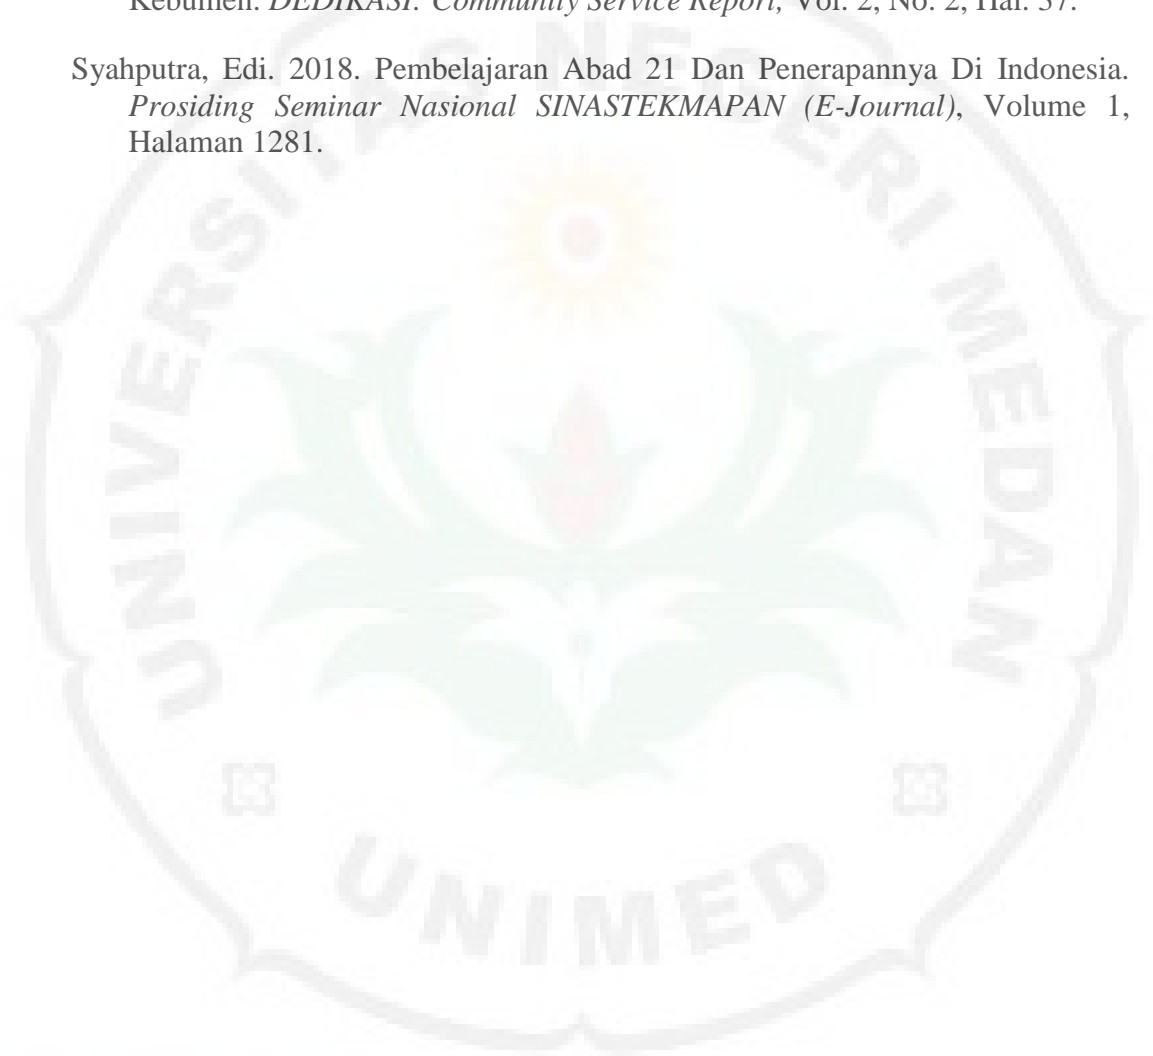 Kebumen. DEDIKASI: Community Service Report, Vol. 2, No. 2, Hal. 57.
Syahputra, Edi. 2018. Pembelajaran Abad 21 Dan Penerapannya Di Indonesia.
Prosiding Seminar Nasional SINASTEKMAPAN (E-Journal), Volume 1,
Halaman 1281.
UNIVERSITAS NEGERI MEDAN
UNIMED